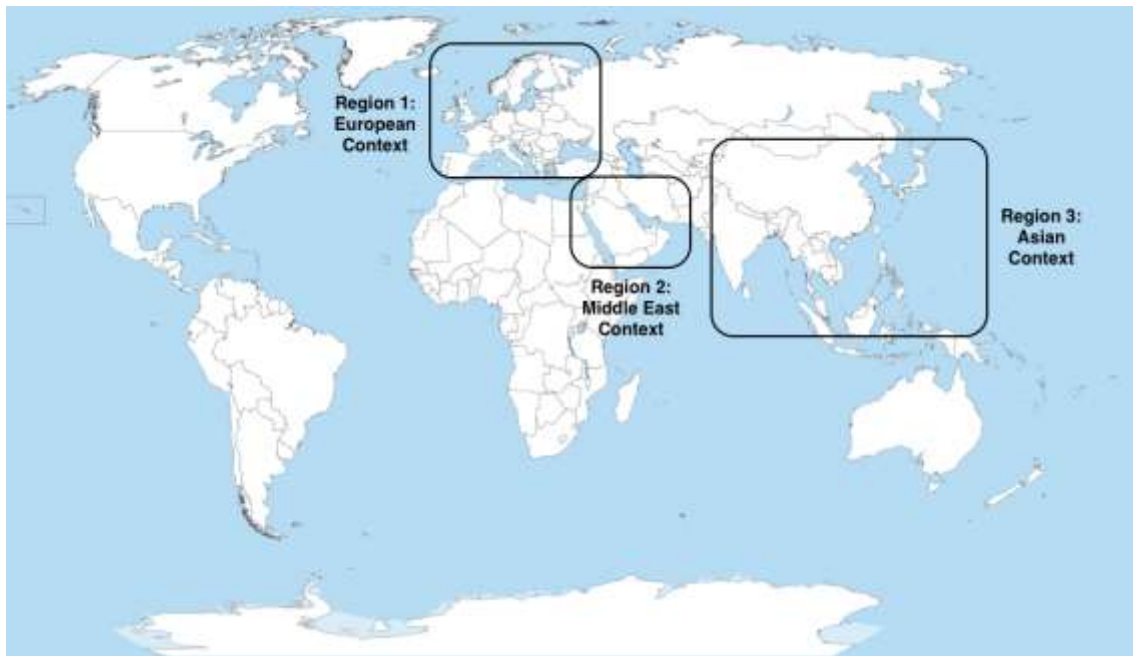 Region 1:
European
Context
Region 2:
Middle East
Context
Region 3:
Asian
Context